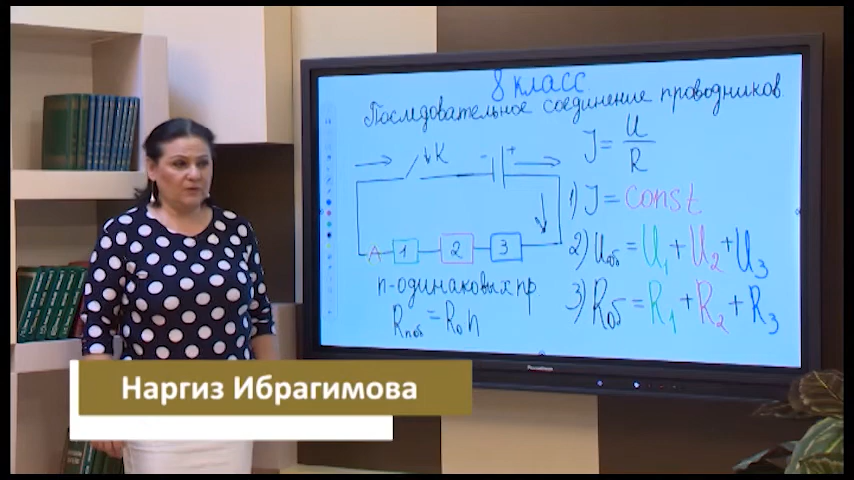 8 класс
Последовательное соединение проводников
K
- +
J = U / R
1) J = const
A 1 2 3
2) Uоб = U1 + U2 + U3
n-одинаковых пр
3) Rоб = R1 + R2 + R3
Rпоб = R0 n
Наргиз Ибрагимова